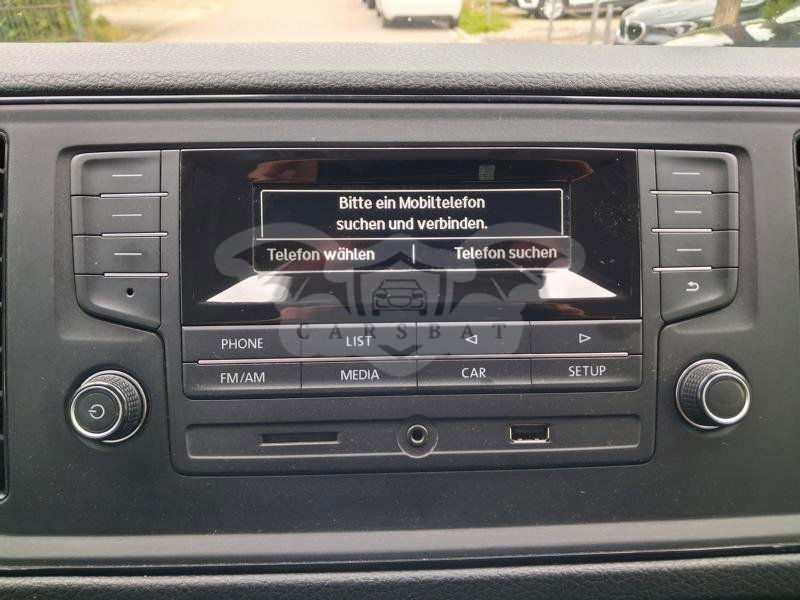 Bitte ein Mobiltelefon
suchen und verbinden.
Telefon wählen
Telefon suchen
CARSBAT
PHONE
LIST
FM/AM
MEDIA
CAR
SETUP